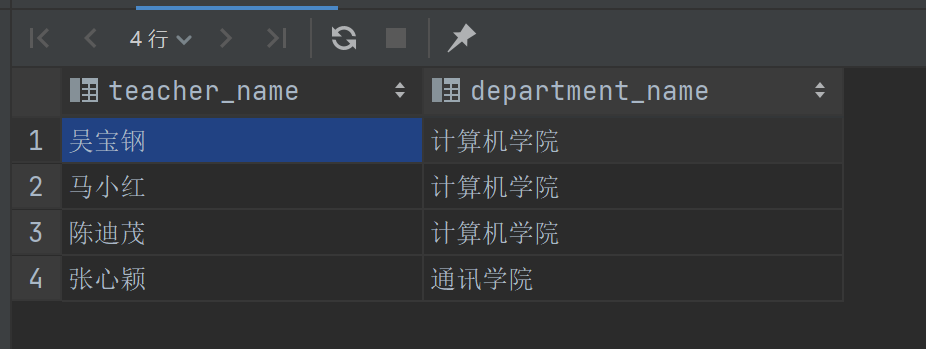 4 行
teacher_name department_name
1 吴宝钢 计算机学院
2 马小红 计算机学院
3 陈迪茂 计算机学院
4 张心颖 通讯学院